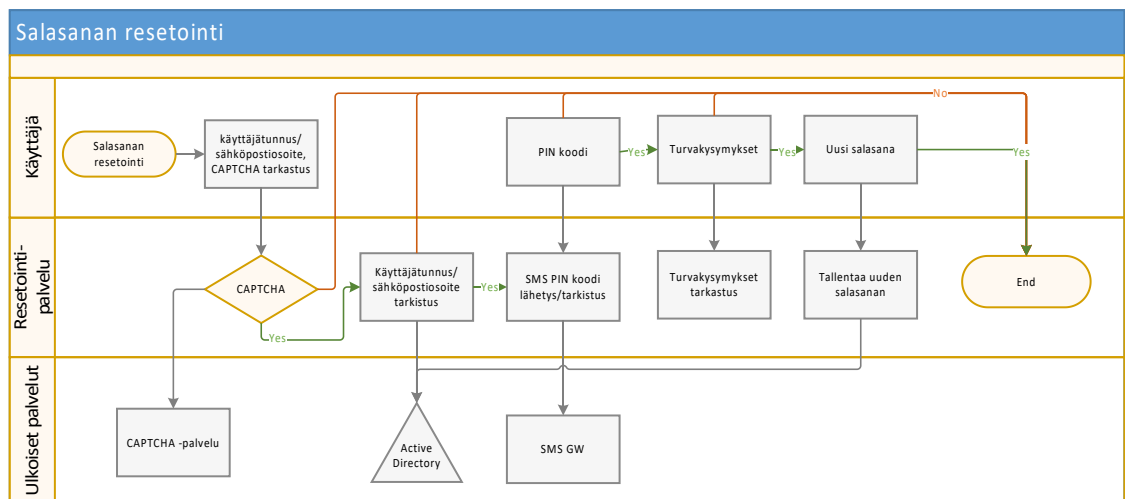 Salasanan resetointi
Käyttäjä
Salasanan
resetointi
käyttäjätunnus/
sähköpostiosoite,
CAPTCHA tarkastus
PIN koodi
Yes
Turvakysymykset
Yes
Uusi salasana
No
Yes
Resetointi-
palvelu
CAPTCHA
Yes
Käyttäjätunnus/
sähköpostiosoite
tarkistus
Yes
SMS PIN koodi
lähetys/tarkistus
Turvakysymykset
tarkastus
Tallentaa uuden
salasanan
End
Ulkoiset palvelut
CAPTCHA -palvelu
Active
Directory
SMS GW